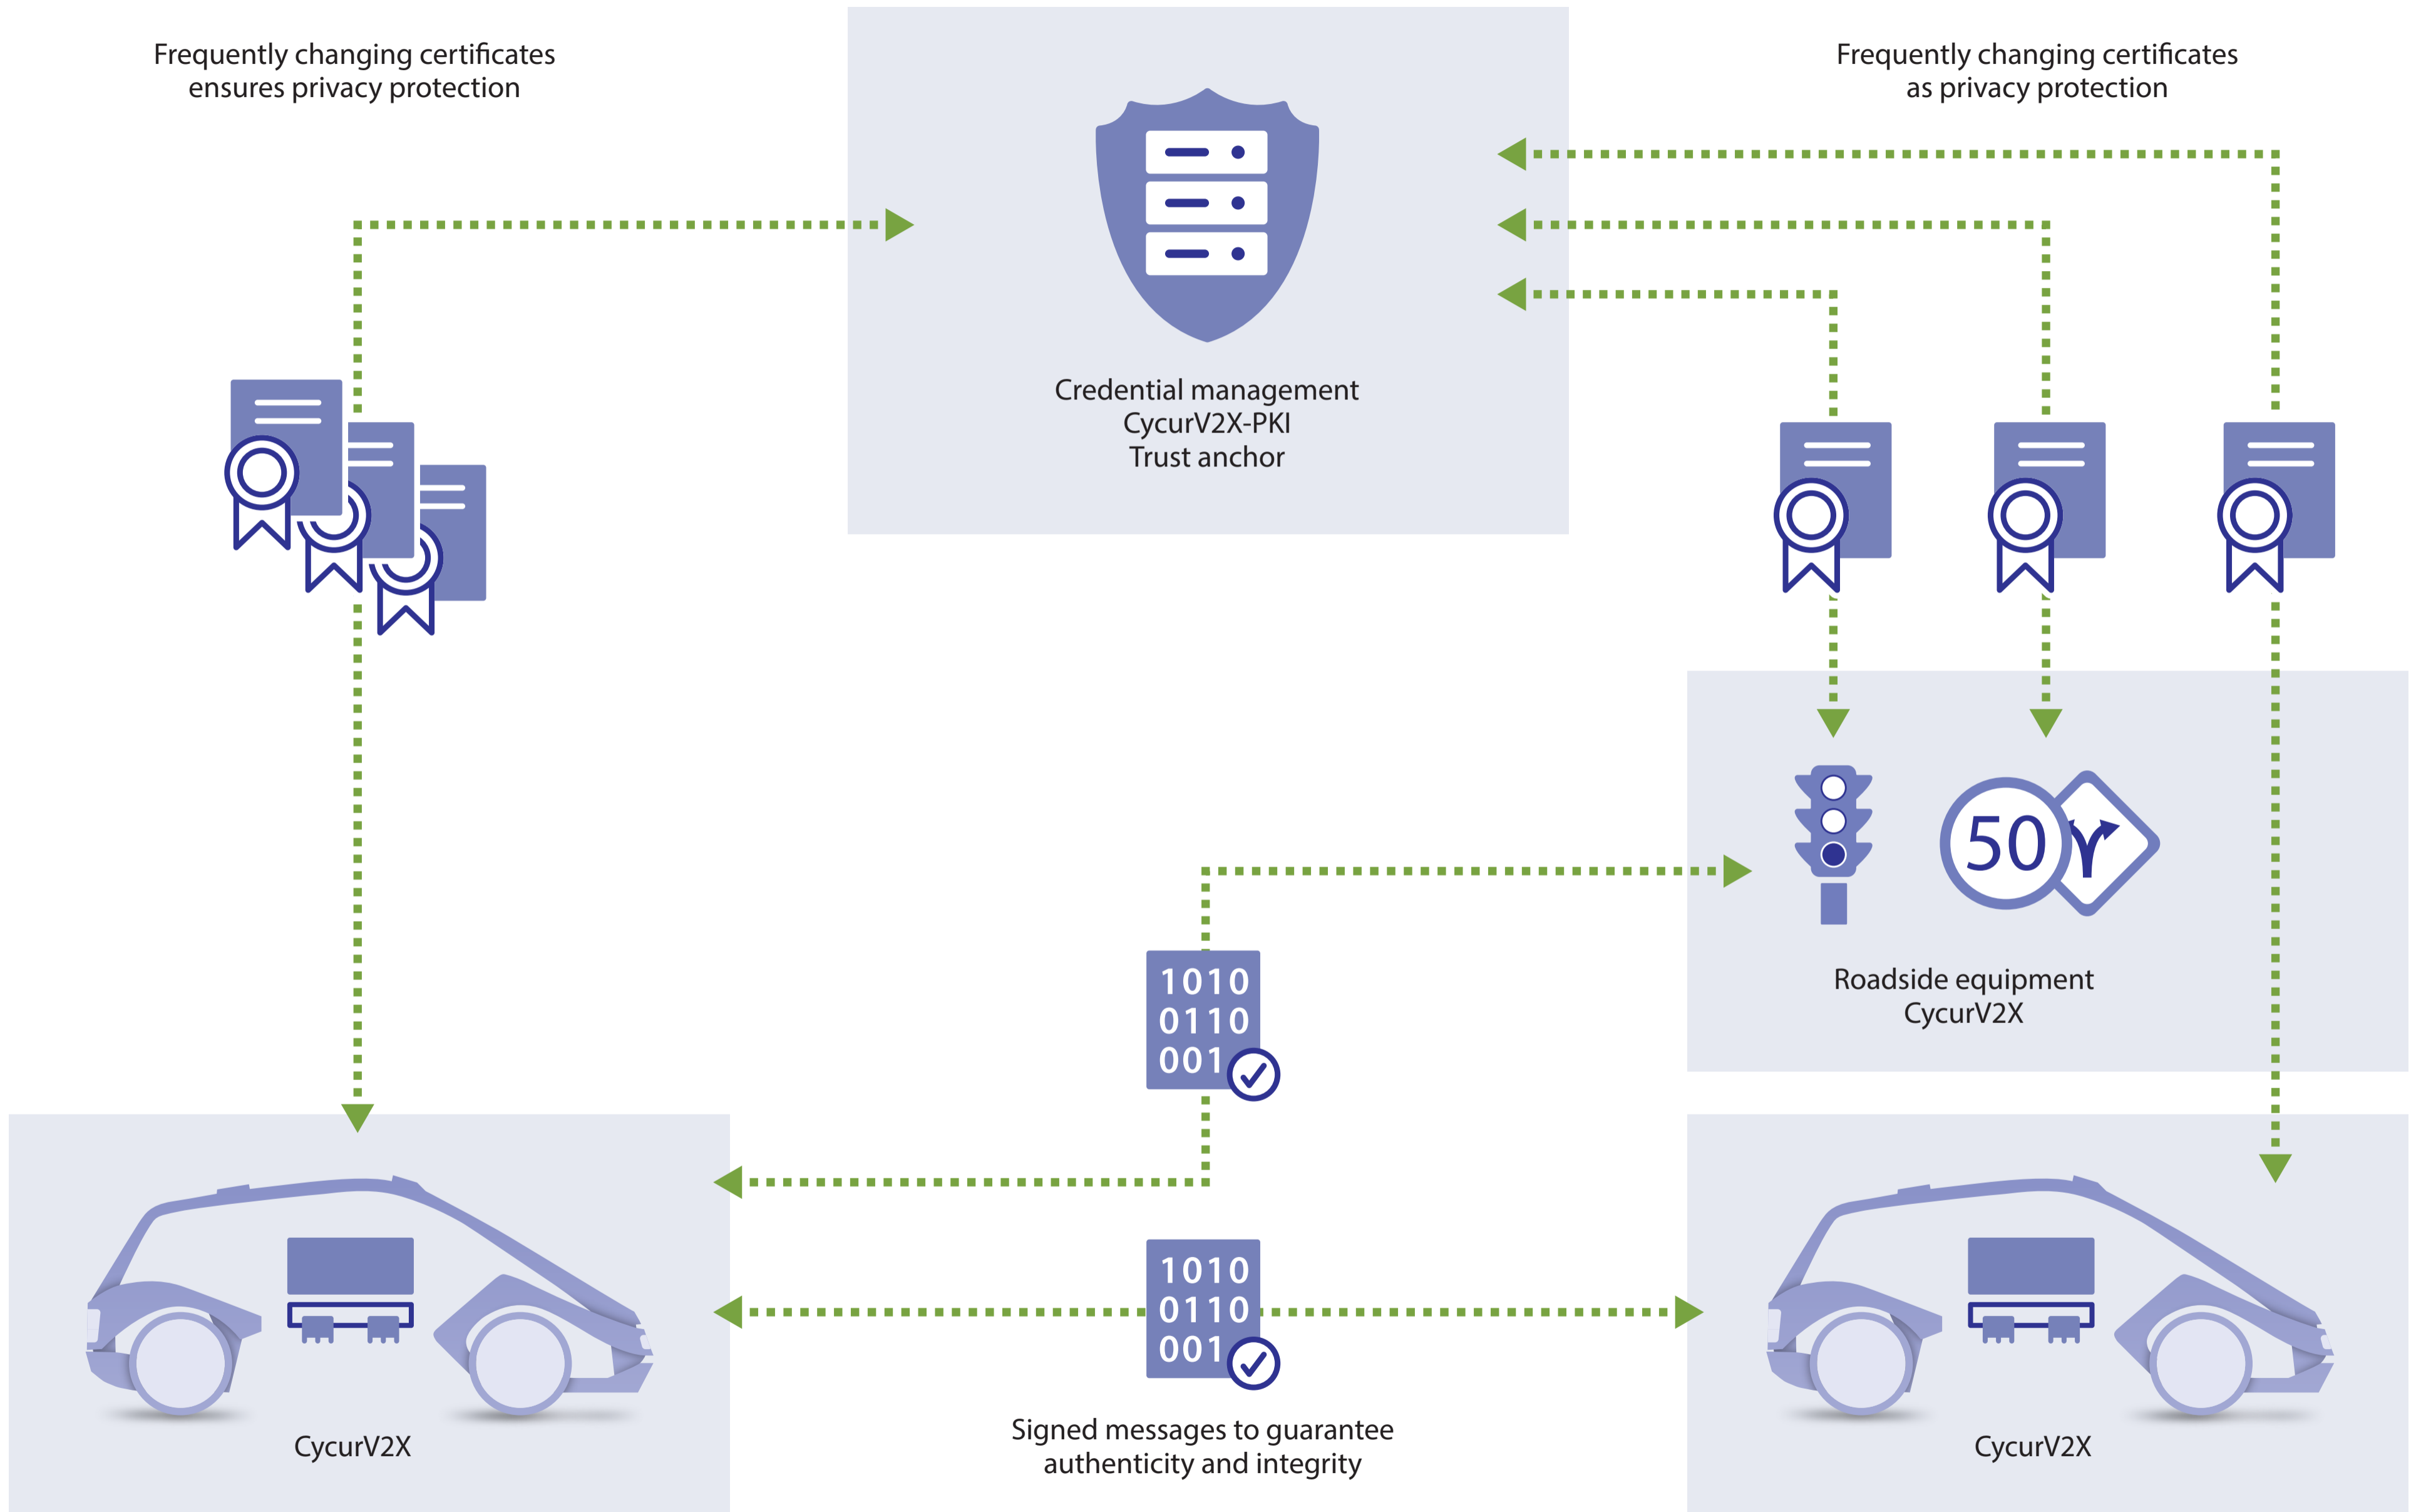 Frequently changing certificates
ensures privacy protection
Frequently changing certificates
as privacy protection
Credential management
CycurV2X-PKI
Trust anchor
50
Roadside equipment
CycurV2X
1010
0110
001
1010
0110
001
Signed messages to guarantee
authenticity and integrity
CycurV2X
CycurV2X